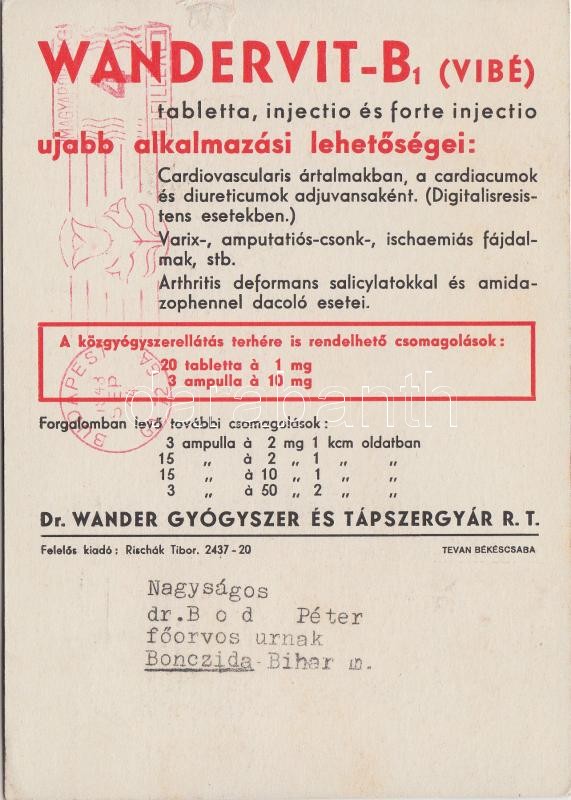 WANDERVIT-B₁ (VIBÉ)
tabletta, injectio és forte injectio
ujabb alkalmazási lehetőségei:
Cardiovascularis ártalmakban, a cardiacumok
és diureticumok adjuvansaként. (Digitalisresis-
tens esetekben.)
Varix-, amputatiós-csonk-, ischaemiás fájdal-
mak, stb.
Arthritis deformans salicylatokkal és amida-
zophennel dacoló esetei.
A közgyógyszerellátás terhére is rendelhető csomagolások:
20 tabletta à 1 mg
3 ampulla à 10 mg
Forgalomban levő további csomagolások:
3 ampulla à 2 mg 1 kcm oldatban
15 „ à 2 „ 1 „ „
15 „ à 10 „ 1 „ „
3 „ à 50 „ 2 „ „
Dr. WANDER GYÓGYSZER ÉS TÁPSZERGYÁR R. T.
Felelős kiadó: Rischák Tibor. 2437-20 TEVAN BÉKÉSCSABA
Nagyságos
dr. B o d Péter
főorvos urnak
Bonczida Bihar m.
BUDAPEST
FILLÉR
darabanth